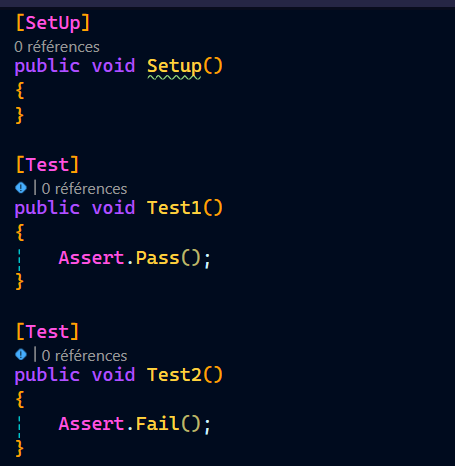 [SetUp]
0 références
public void Setup()
{
}
[Test]
| 0 références
public void Test1()
{
Assert.Pass();
}
[Test]
| 0 références
public void Test2()
{
Assert.Fail();
}